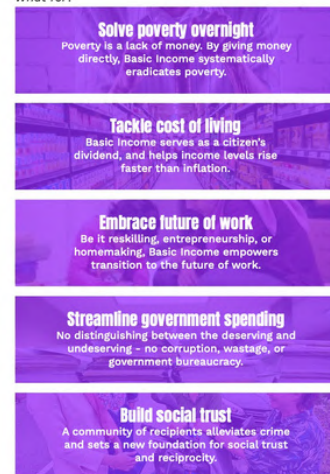 Solve poverty overnight
Poverty is a lack of money. By giving money
directly, Basic Income systematically
eradicates poverty.
Tackle cost of living
Basic Income serves as a citizen's
dividend, and helps income levels rise
faster than inflation.
Embrace future of work
Be it reskilling, entrepreneurship, or
homemaking, Basic Income empowers
transition to the future of work.
Streamline government spending
No distinguishing between the deserving and
undeserving – no corruption, wastage, or
government bureaucracy.
Build social trust
A community of recipients alleviates crime
and sets a new foundation for social trust
and reciprocity.